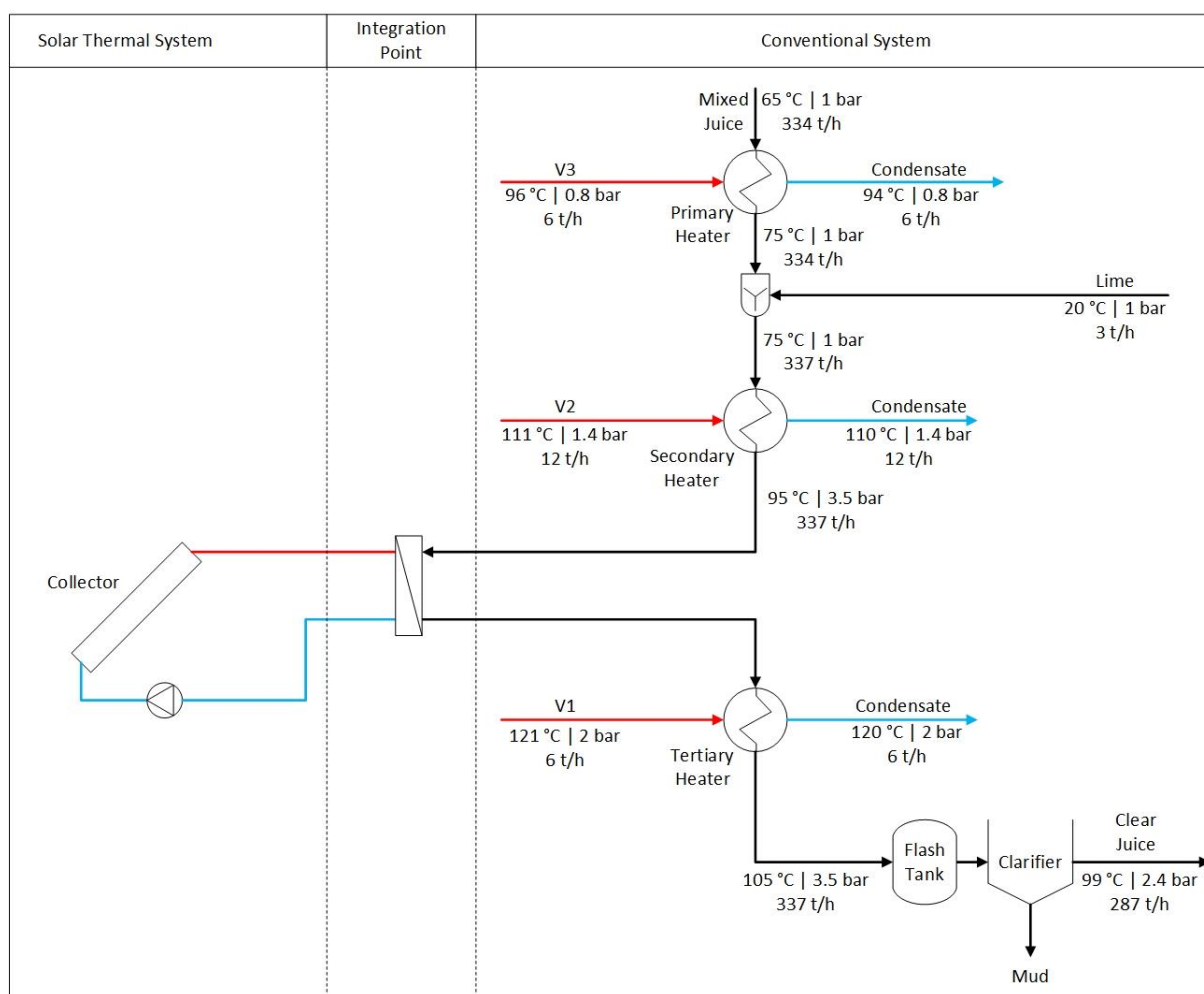 Solar Thermal System
Integration
Point
Conventional System
Mixed
Juice
65 °C | 1 bar
334 t/h
V3
96 °C | 0.8 bar
6 t/h
Condensate
94 °C | 0.8 bar
6 t/h
Primary
Heater
75 °C | 1 bar
334 t/h
Lime
20 °C | 1 bar
3 t/h
75 °C | 1 bar
337 t/h
V2
111 °C | 1.4 bar
12 t/h
Condensate
110 °C | 1.4 bar
12 t/h
Secondary
Heater
95 °C | 3.5 bar
337 t/h
Collector
V1
121 °C | 2 bar
6 t/h
Condensate
120 °C | 2 bar
6 t/h
Tertiary
Heater
105 °C | 3.5 bar
337 t/h
Flash
Tank
Clarifier
Clear
Juice
99 °C | 2.4 bar
287 t/h
Mud